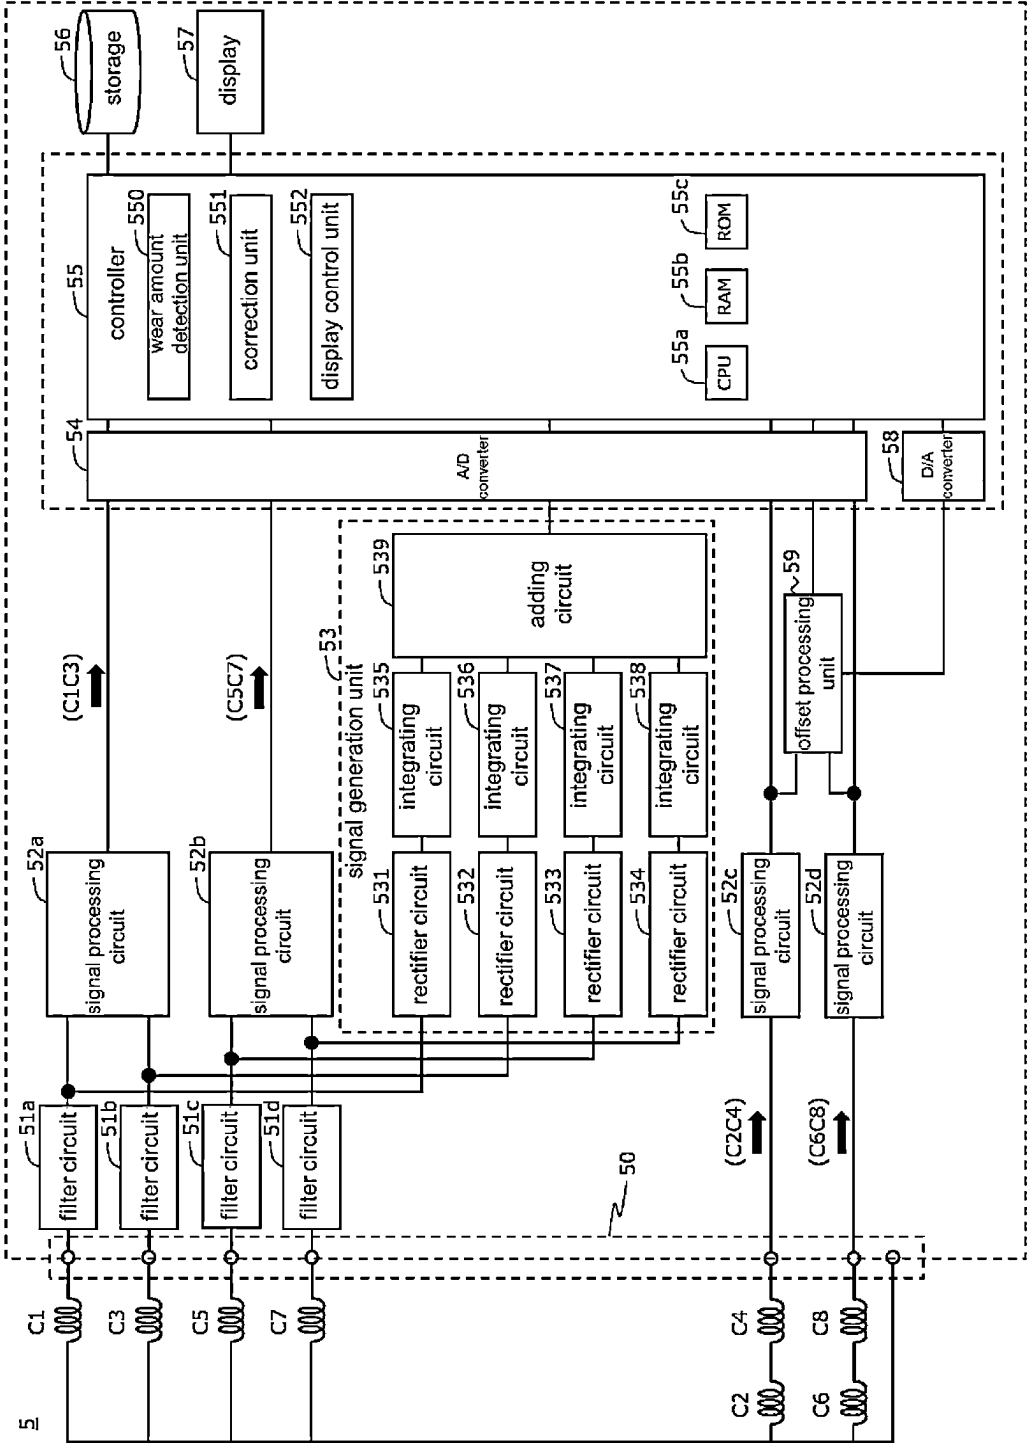 5
C1
C3
C5
C7
C2
C4
C6
C8
50
51a
filter circuit
51b
filter circuit
51c
filter circuit
51d
filter circuit
(C2C4)
(C6C8)
52a
signal processing
circuit
52b
signal processing
circuit
(C1C3)
(C5C7)
53
signal generation unit
531
rectifier circuit
532
rectifier circuit
533
rectifier circuit
534
rectifier circuit
535
integrating
circuit
536
integrating
circuit
537
integrating
circuit
538
integrating
circuit
539
adding
circuit
52c
signal processing
circuit
52d
signal processing
circuit
59
offset processing
unit
54
A/D
converter
58
D/A
converter
55
controller
550
wear amount
detection unit
551
correction unit
552
display control unit
55a
CPU
55b
RAM
55c
ROM
56
storage
57
display